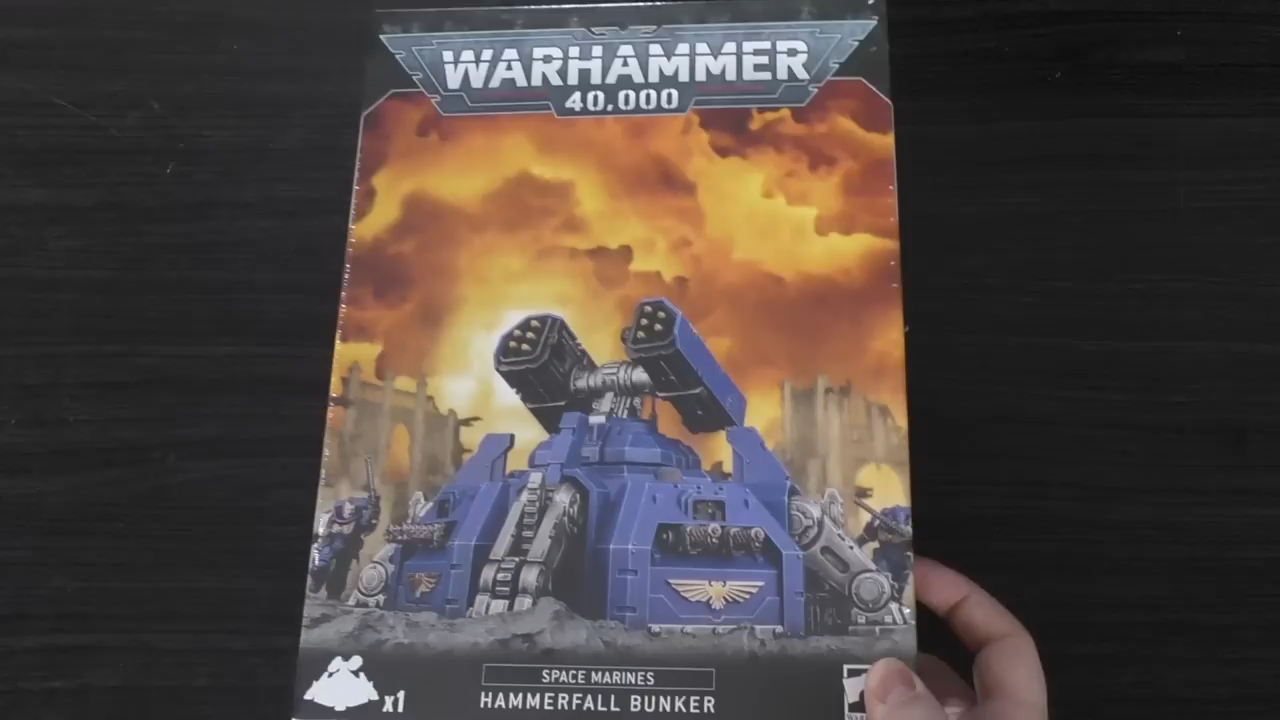 WARHAMMER
40,000
SPACE MARINES
HAMMERFALL BUNKER
x1